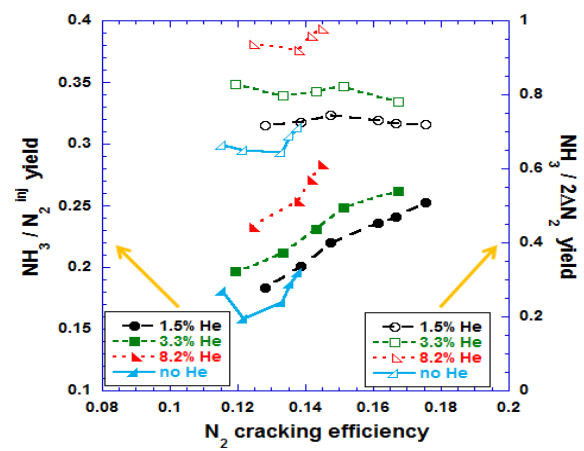 NH3 / N2^inj yield
0.4
0.35
0.3
0.25
0.2
0.15
0.1
1
0.8
0.6
0.4
0.2
0
NH3 / 2ΔN2 yield
1.5% He
3.3% He
8.2% He
no He
1.5% He
3.3% He
8.2% He
no He
0.08
0.1
0.12
0.14
0.16
0.18
0.2
N2 cracking efficiency